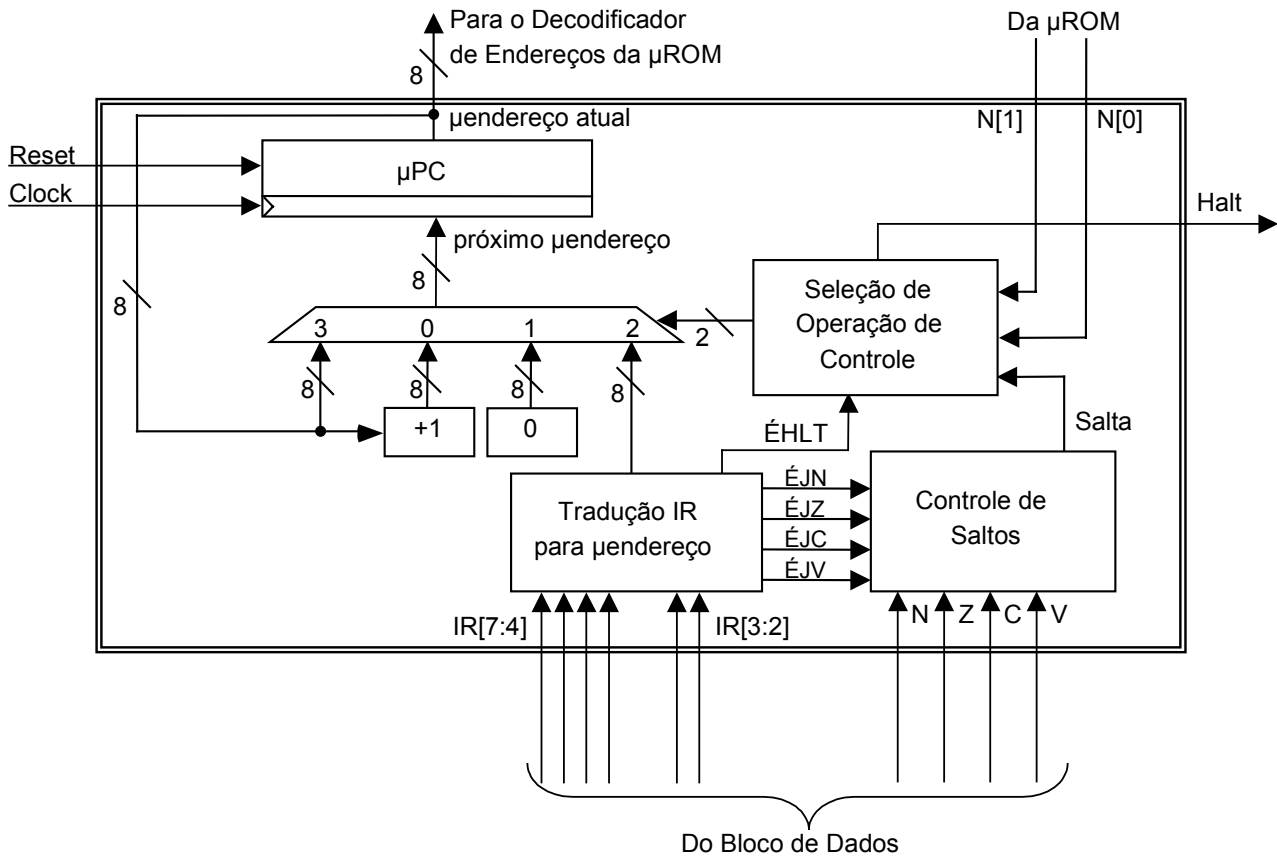 Para o Decodificador
de Endereços da µROM
8
Da µROM
µendereço atual
N[1]
N[0]
Reset
µPC
Clock
Halt
próximo µendereço
8
8
Seleção de
Operação de
Controle
3
0
1
2
2
8
8
8
8
+1
0
ÉHLT
Salta
Tradução IR
para µendereço
ÉJN
ÉJZ
ÉJC
ÉJV
Controle de
Saltos
IR[7:4]
IR[3:2]
N
Z
C
V
Do Bloco de Dados